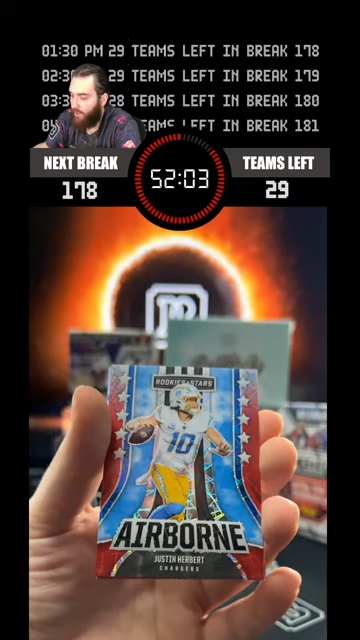 01:30 PM 29 TEAMS LEFT IN BREAK 178
29 TEAMS LEFT IN BREAK 179
28 TEAMS LEFT IN BREAK 180
TEAMS LEFT IN BREAK 181
NEXT BREAK
178
52:03
TEAMS LEFT
29
ROOKIES & STARS
10
AIRBORNE
JUSTIN HERBERT
CHARGERS